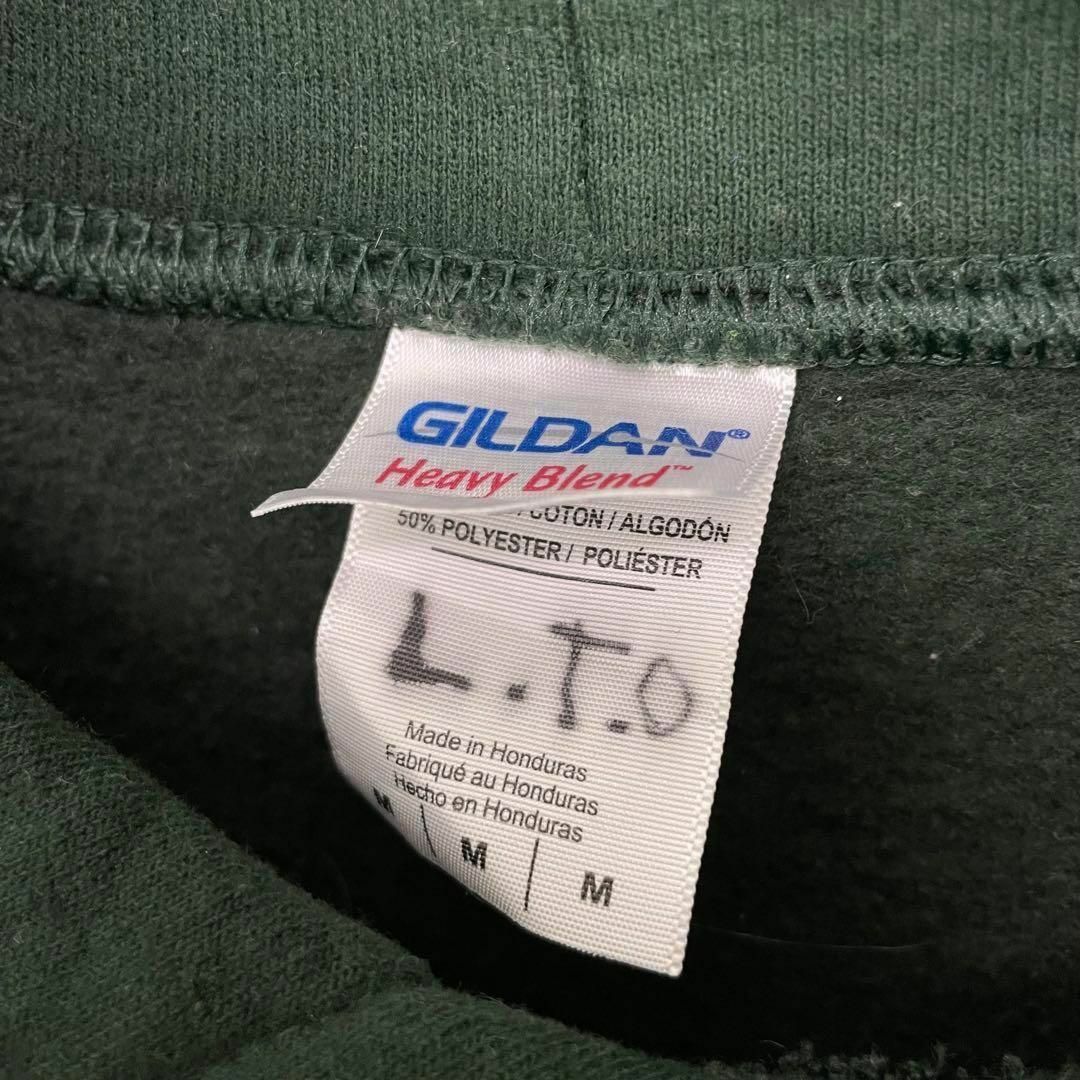 GILDAN®
Heavy Blend™
/ COTON / ALGODÓN
50% POLYESTER / POLIÉSTER
L.T.O
Made in Honduras
Fabriqué au Honduras
Hecho en Honduras
M | M | M